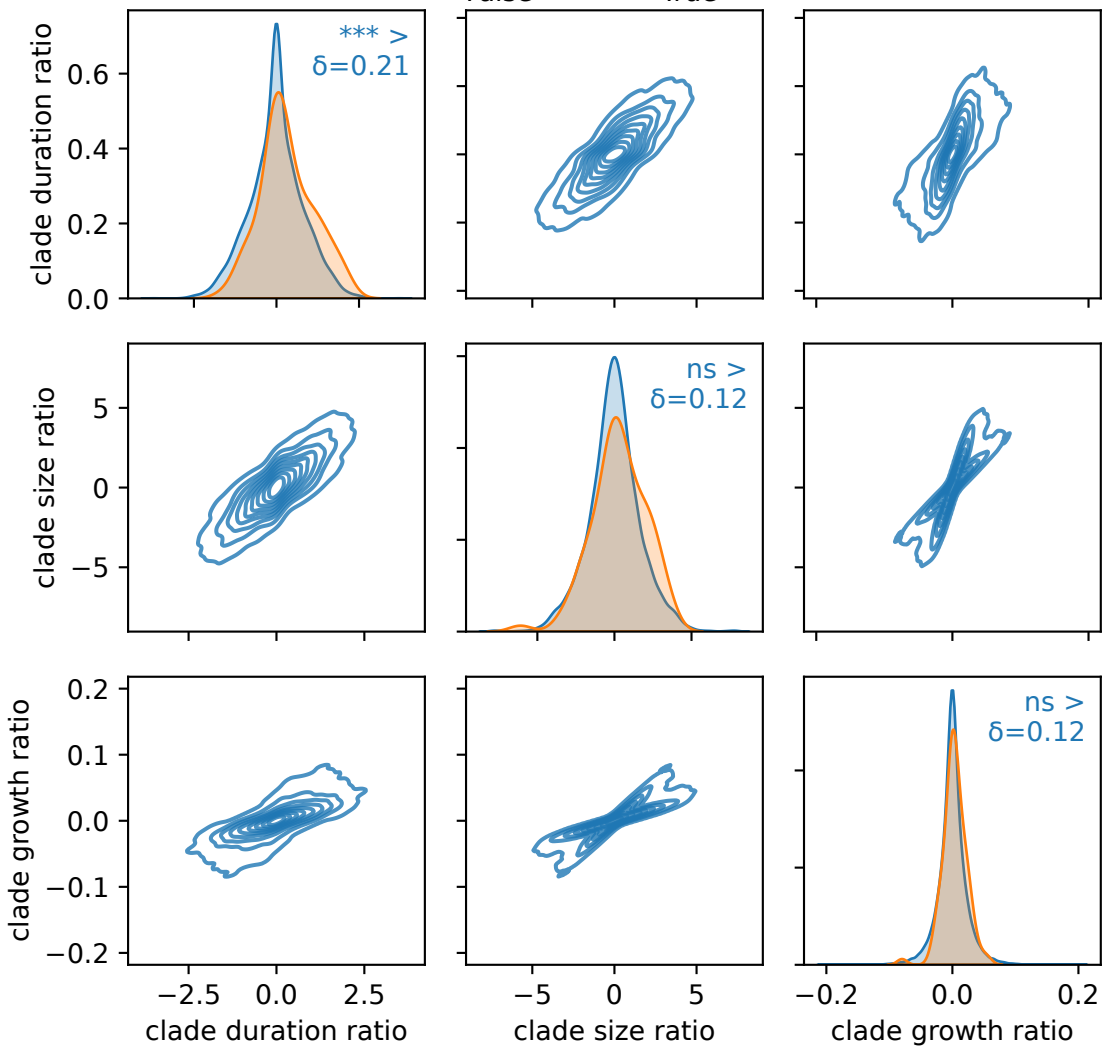 *** >
δ=0.21
clade duration ratio
0.6
0.4
0.2
0.0
ns >
δ=0.12
clade size ratio
5
0
−5
ns >
δ=0.12
clade growth ratio
0.2
0.1
0.0
−0.1
−0.2
−2.5 0.0 2.5
−5 0 5
−0.2 0.0 0.2
clade duration ratio
clade size ratio
clade growth ratio